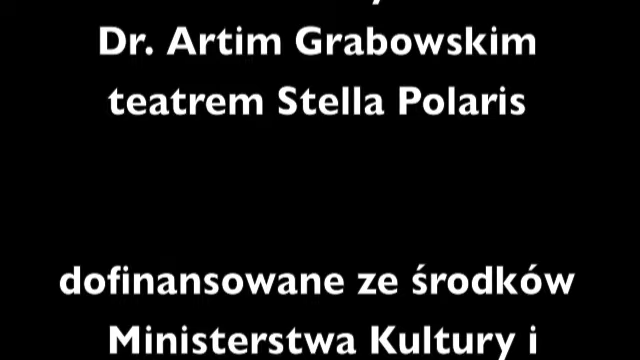 Dr. Artim Grabowskim
teatrem Stella Polaris
dofinansowane ze środków
Ministerstwa Kultury i